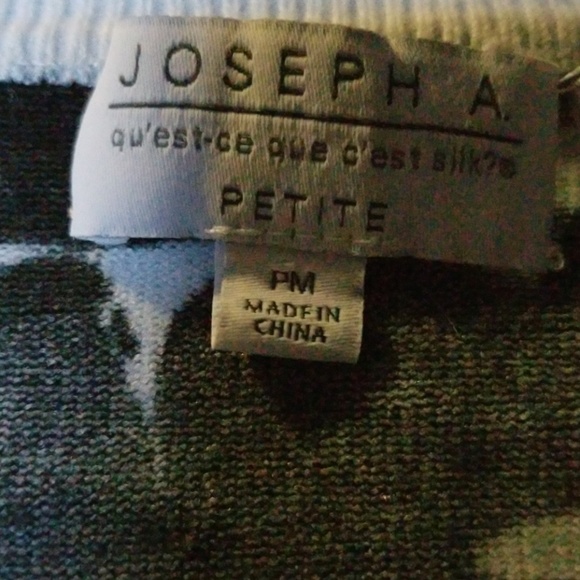 JOSEPH A.
qu'est-ce que c'est silk?®
PETITE
PM
MADE IN
CHINA